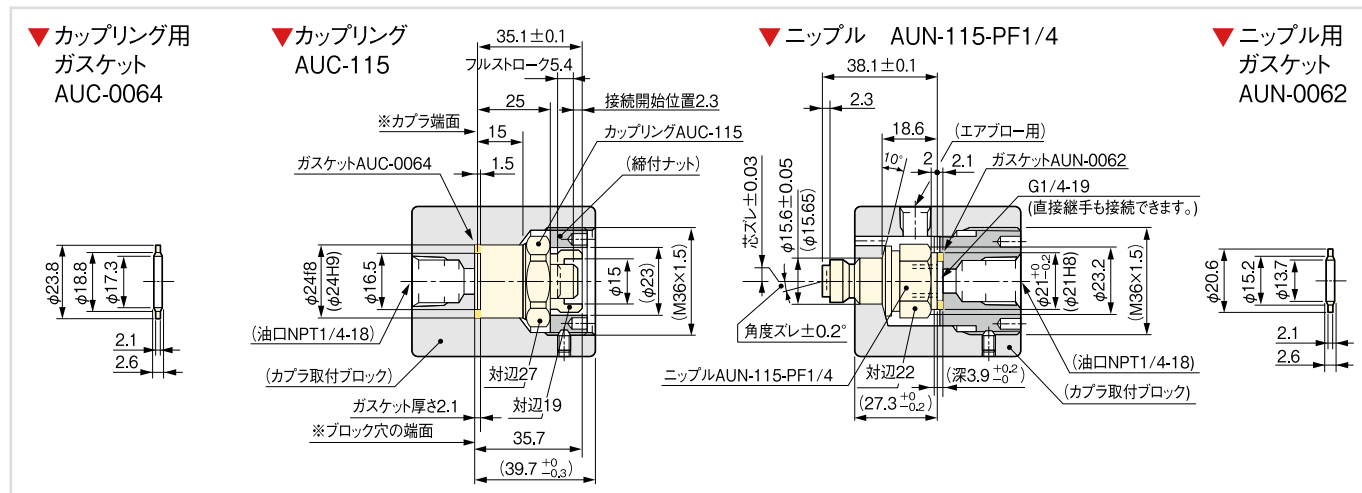 ▼カップリング用
ガスケット
AUC-0064
▼カップリング
AUC-115
35.1±0.1
フルストローク5.4
25
接続開始位置2.3
※カプラ端面
15
カップリングAUC-115
ガスケットAUC-0064
1.5
(締付ナット)
φ23.8
φ18.8
φ17.3
2.1
2.6
φ24f8
(φ24H9)
φ16.5
φ15
(φ23)
(M36×1.5)
(油口NPT1/4-18)
(カプラ取付ブロック)
対辺27
ガスケット厚さ2.1
対辺19
※ブロック穴の端面
35.7
(39.7 +0 -0.3)
▼ニップル AUN-115-PF1/4
38.1±0.1
2.3
18.6
(エアブロー用)
10°
2
2.1
ガスケットAUN-0062
G1/4-19
(直接継手も接続できます。)
芯ズレ±0.03
φ15.6±0.05
(φ15.65)
角度ズレ±0.2°
φ21 +0 -0.2
(φ21H8)
φ23.2
(M36×1.5)
ニップルAUN-115-PF1/4
対辺22
(深3.9 +0.2 -0)
(油口NPT1/4-18)
(カプラ取付ブロック)
(27.3 +0 -0.2)
▼ニップル用
ガスケット
AUN-0062
φ20.6
φ15.2
φ13.7
2.1
2.6